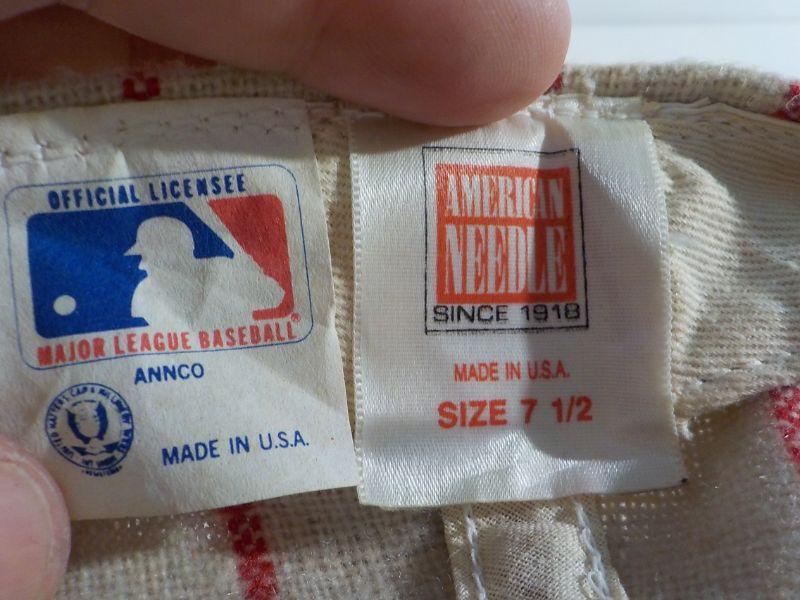 OFFICIAL LICENSEE
MAJOR LEAGUE BASEBALL®
ANNCO
MADE IN U.S.A.
AMERICAN
NEEDLE
SINCE 1918
MADE IN U.S.A.
SIZE 7 1/2